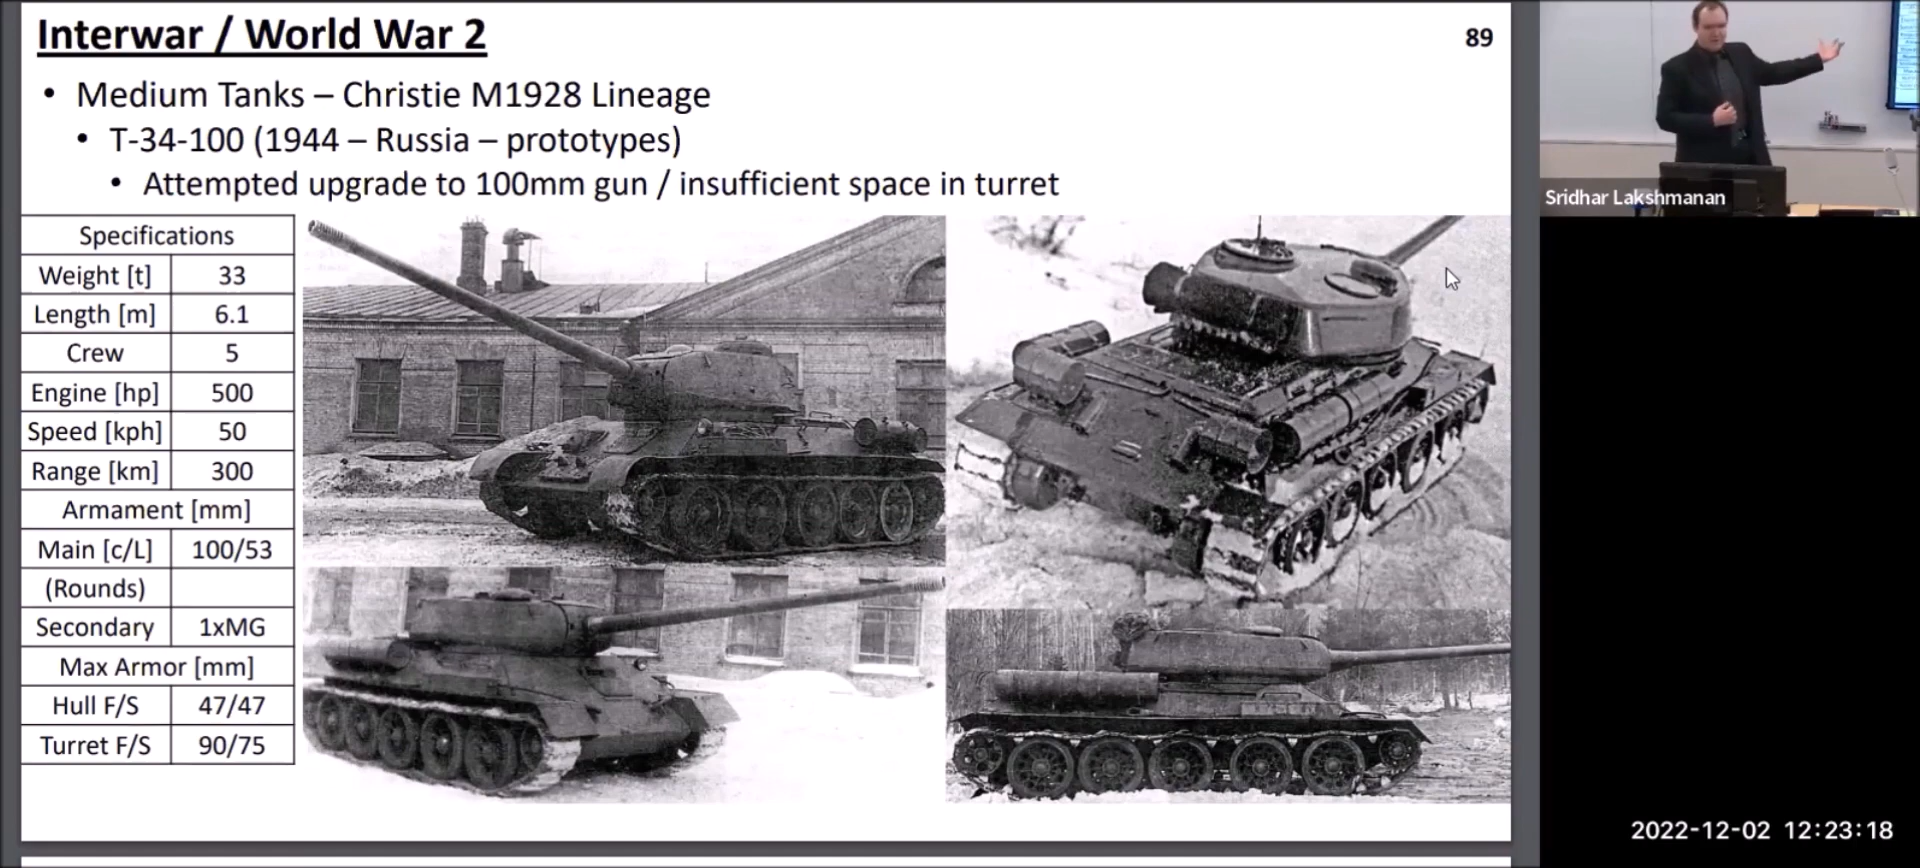 Interwar / World War 2
89
• Medium Tanks – Christie M1928 Lineage
• T-34-100 (1944 – Russia – prototypes)
• Attempted upgrade to 100mm gun / insufficient space in turret
Specifications
Weight [t] 33
Length [m] 6.1
Crew 5
Engine [hp] 500
Speed [kph] 50
Range [km] 300
Armament [mm]
Main [c/L] 100/53
(Rounds)
Secondary 1xMG
Max Armor [mm]
Hull F/S 47/47
Turret F/S 90/75
Sridhar Lakshmanan
2022-12-02 12:23:18